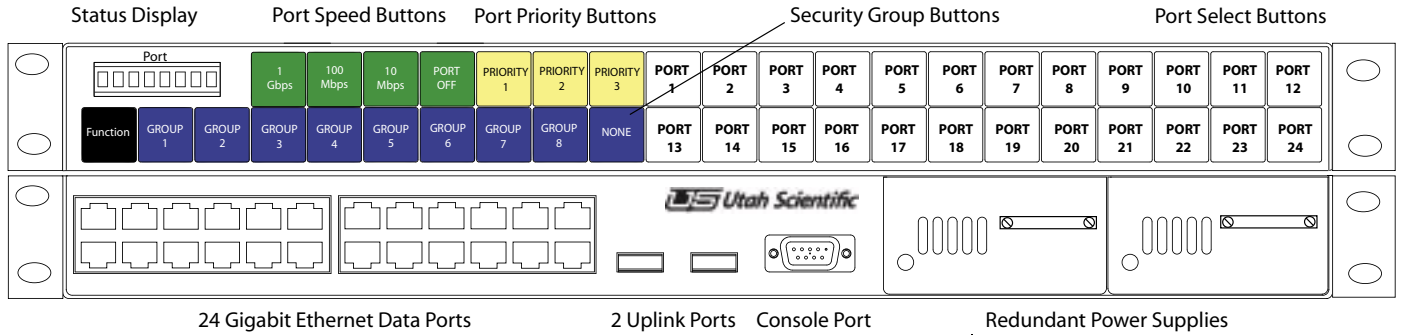 Status Display Port Speed Buttons Port Priority Buttons Security Group Buttons Port Select Buttons
Port
1 Gbps
100 Mbps
10 Mbps
PORT OFF
PRIORITY 1
PRIORITY 2
PRIORITY 3
PORT 1
PORT 2
PORT 3
PORT 4
PORT 5
PORT 6
PORT 7
PORT 8
PORT 9
PORT 10
PORT 11
PORT 12
Function
GROUP 1
GROUP 2
GROUP 3
GROUP 4
GROUP 5
GROUP 6
GROUP 7
GROUP 8
NONE
PORT 13
PORT 14
PORT 15
PORT 16
PORT 17
PORT 18
PORT 19
PORT 20
PORT 21
PORT 22
PORT 23
PORT 24
US Utah Scientific
24 Gigabit Ethernet Data Ports 2 Uplink Ports Console Port Redundant Power Supplies